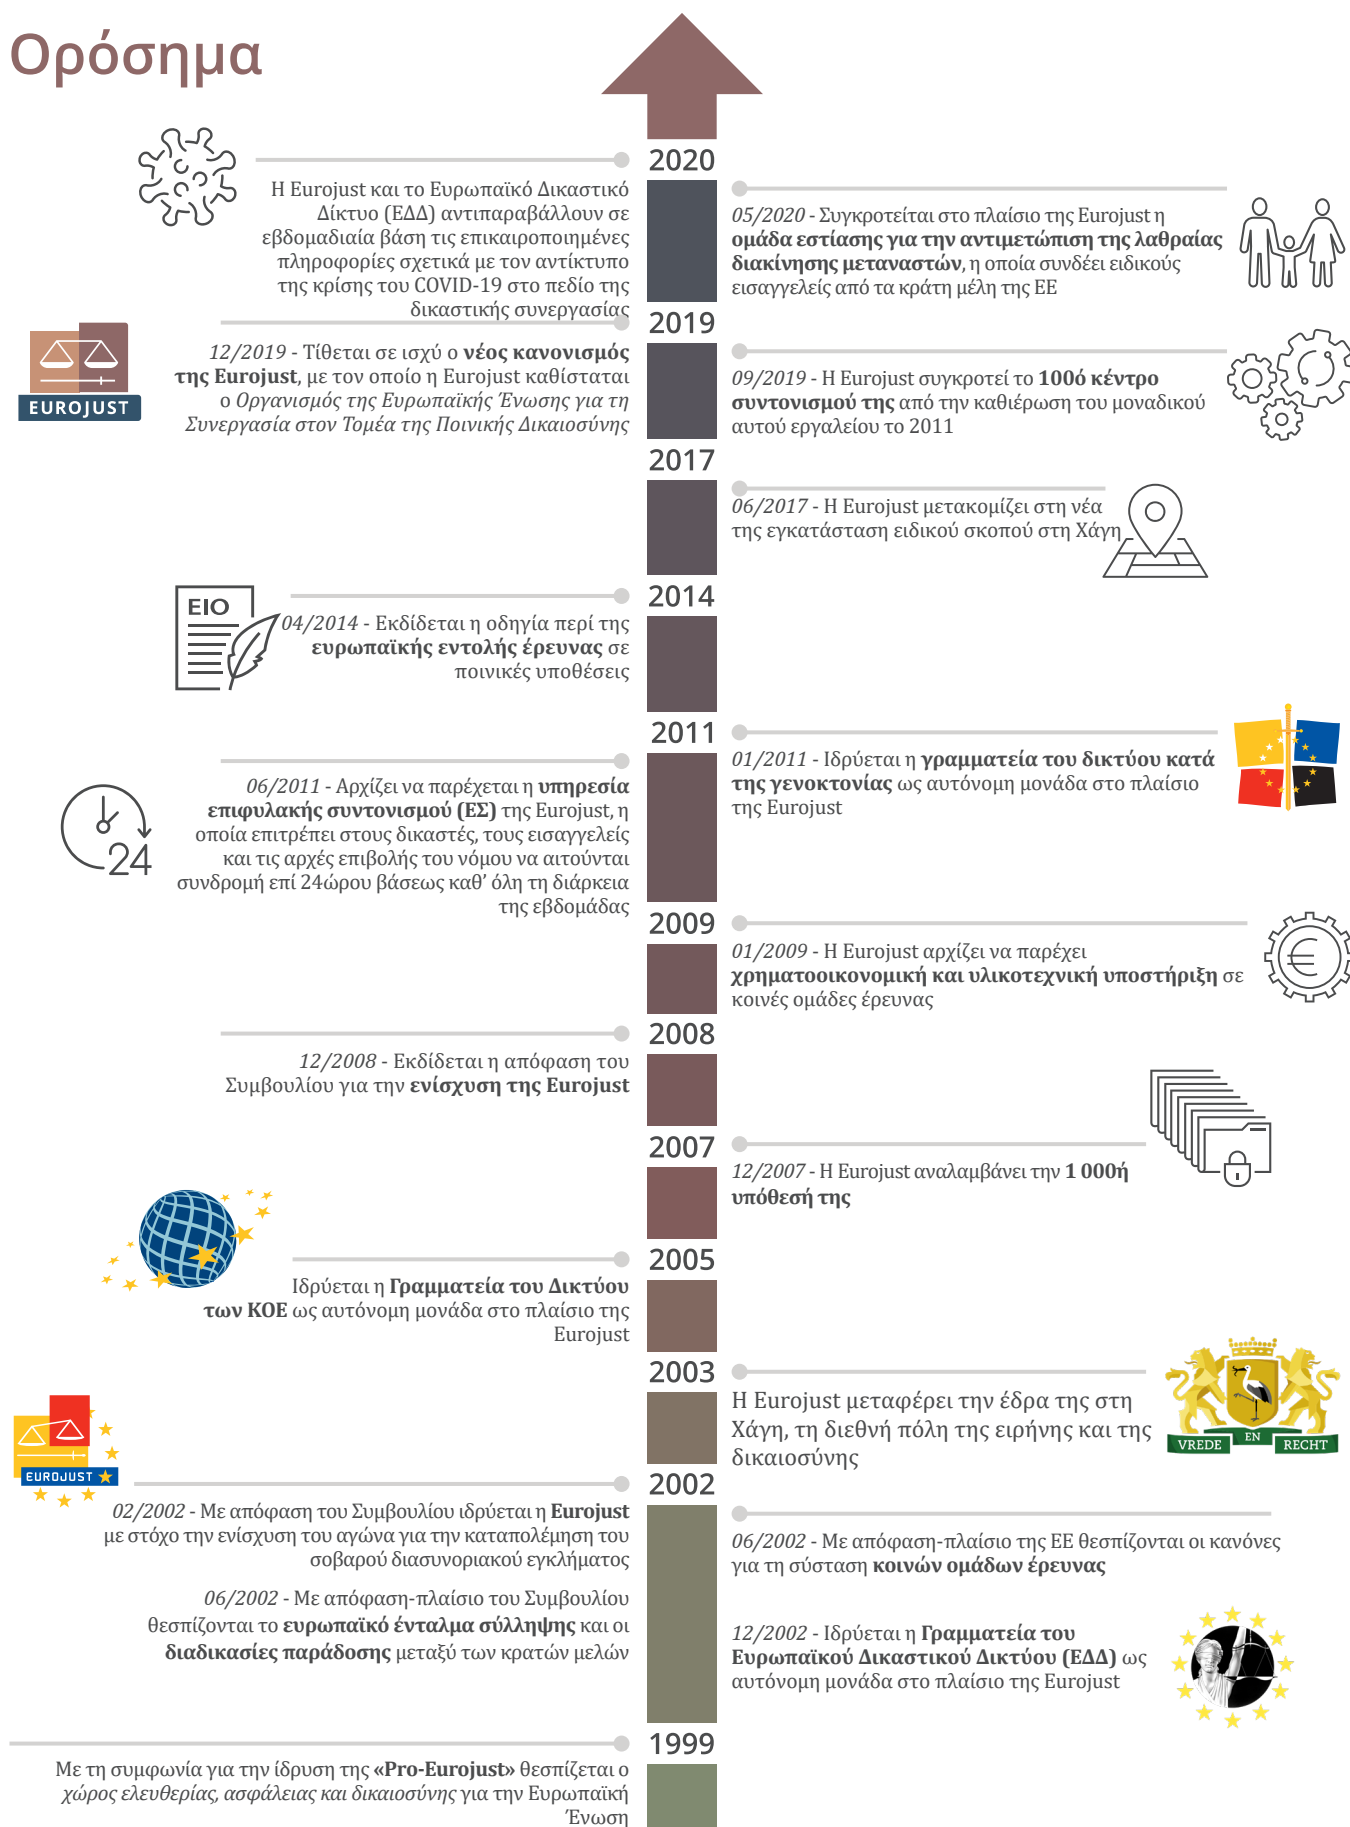 Ορόσημα
2020
Η Eurojust και το Ευρωπαϊκό Δικαστικό
Δίκτυο (ΕΔΔ) αντιπαραβάλλουν σε
εβδομαδιαία βάση τις επικαιροποιημένες
πληροφορίες σχετικά με τον αντίκτυπο
της κρίσης του COVID-19 στο πεδίο της
δικαστικής συνεργασίας
05/2020 - Συγκροτείται στο πλαίσιο της Eurojust η
ομάδα εστίασης για την αντιμετώπιση της λαθραίας
διακίνησης μεταναστών, η οποία συνδέει ειδικούς
εισαγγελείς από τα κράτη μέλη της ΕΕ
2019
EUROJUST
12/2019 - Τίθεται σε ισχύ ο νέος κανονισμός
της Eurojust, με τον οποίο η Eurojust καθίσταται
ο Οργανισμός της Ευρωπαϊκής Ένωσης για τη
Συνεργασία στον Τομέα της Ποινικής Δικαιοσύνης
09/2019 - Η Eurojust συγκροτεί το 100ό κέντρο
συντονισμού της από την καθιέρωση του μοναδικού
αυτού εργαλείου το 2011
2017
06/2017 - Η Eurojust μετακομίζει στη νέα
της εγκατάσταση ειδικού σκοπού στη Χάγη
2014
EIO
04/2014 - Εκδίδεται η οδηγία περί της
ευρωπαϊκής εντολής έρευνας σε
ποινικές υποθέσεις
2011
01/2011 - Ιδρύεται η γραμματεία του δικτύου κατά
της γενοκτονίας ως αυτόνομη μονάδα στο πλαίσιο
της Eurojust
24
06/2011 - Αρχίζει να παρέχεται η υπηρεσία
επιφυλακής συντονισμού (ΕΣ) της Eurojust, η
οποία επιτρέπει στους δικαστές, τους εισαγγελείς
και τις αρχές επιβολής του νόμου να αιτούνται
συνδρομή επί 24ώρου βάσεως καθ’ όλη τη διάρκεια
της εβδομάδας
2009
01/2009 - Η Eurojust αρχίζει να παρέχει
χρηματοοικονομική και υλικοτεχνική υποστήριξη σε
κοινές ομάδες έρευνας
2008
12/2008 - Εκδίδεται η απόφαση του
Συμβουλίου για την ενίσχυση της Eurojust
2007
12/2007 - Η Eurojust αναλαμβάνει την 1 000ή
υπόθεσή της
2005
Ιδρύεται η Γραμματεία του Δικτύου
των ΚΟΕ ως αυτόνομη μονάδα στο πλαίσιο της
Eurojust
2003
Η Eurojust μεταφέρει την έδρα της στη
Χάγη, τη διεθνή πόλη της ειρήνης και της
δικαιοσύνης
VREDE EN RECHT
2002
EUROJUST
02/2002 - Με απόφαση του Συμβουλίου ιδρύεται η Eurojust
με στόχο την ενίσχυση του αγώνα για την καταπολέμηση του
σοβαρού διασυνοριακού εγκλήματος
06/2002 - Με απόφαση-πλαίσιο του Συμβουλίου
θεσπίζονται το ευρωπαϊκό ένταλμα σύλληψης και οι
διαδικασίες παράδοσης μεταξύ των κρατών μελών
06/2002 - Με απόφαση-πλαίσιο της ΕΕ θεσπίζονται οι κανόνες
για τη σύσταση κοινών ομάδων έρευνας
12/2002 - Ιδρύεται η Γραμματεία του
Ευρωπαϊκού Δικαστικού Δικτύου (ΕΔΔ) ως
αυτόνομη μονάδα στο πλαίσιο της Eurojust
1999
Με τη συμφωνία για την ίδρυση της «Pro-Eurojust» θεσπίζεται ο
χώρος ελευθερίας, ασφάλειας και δικαιοσύνης για την Ευρωπαϊκή
Ένωση